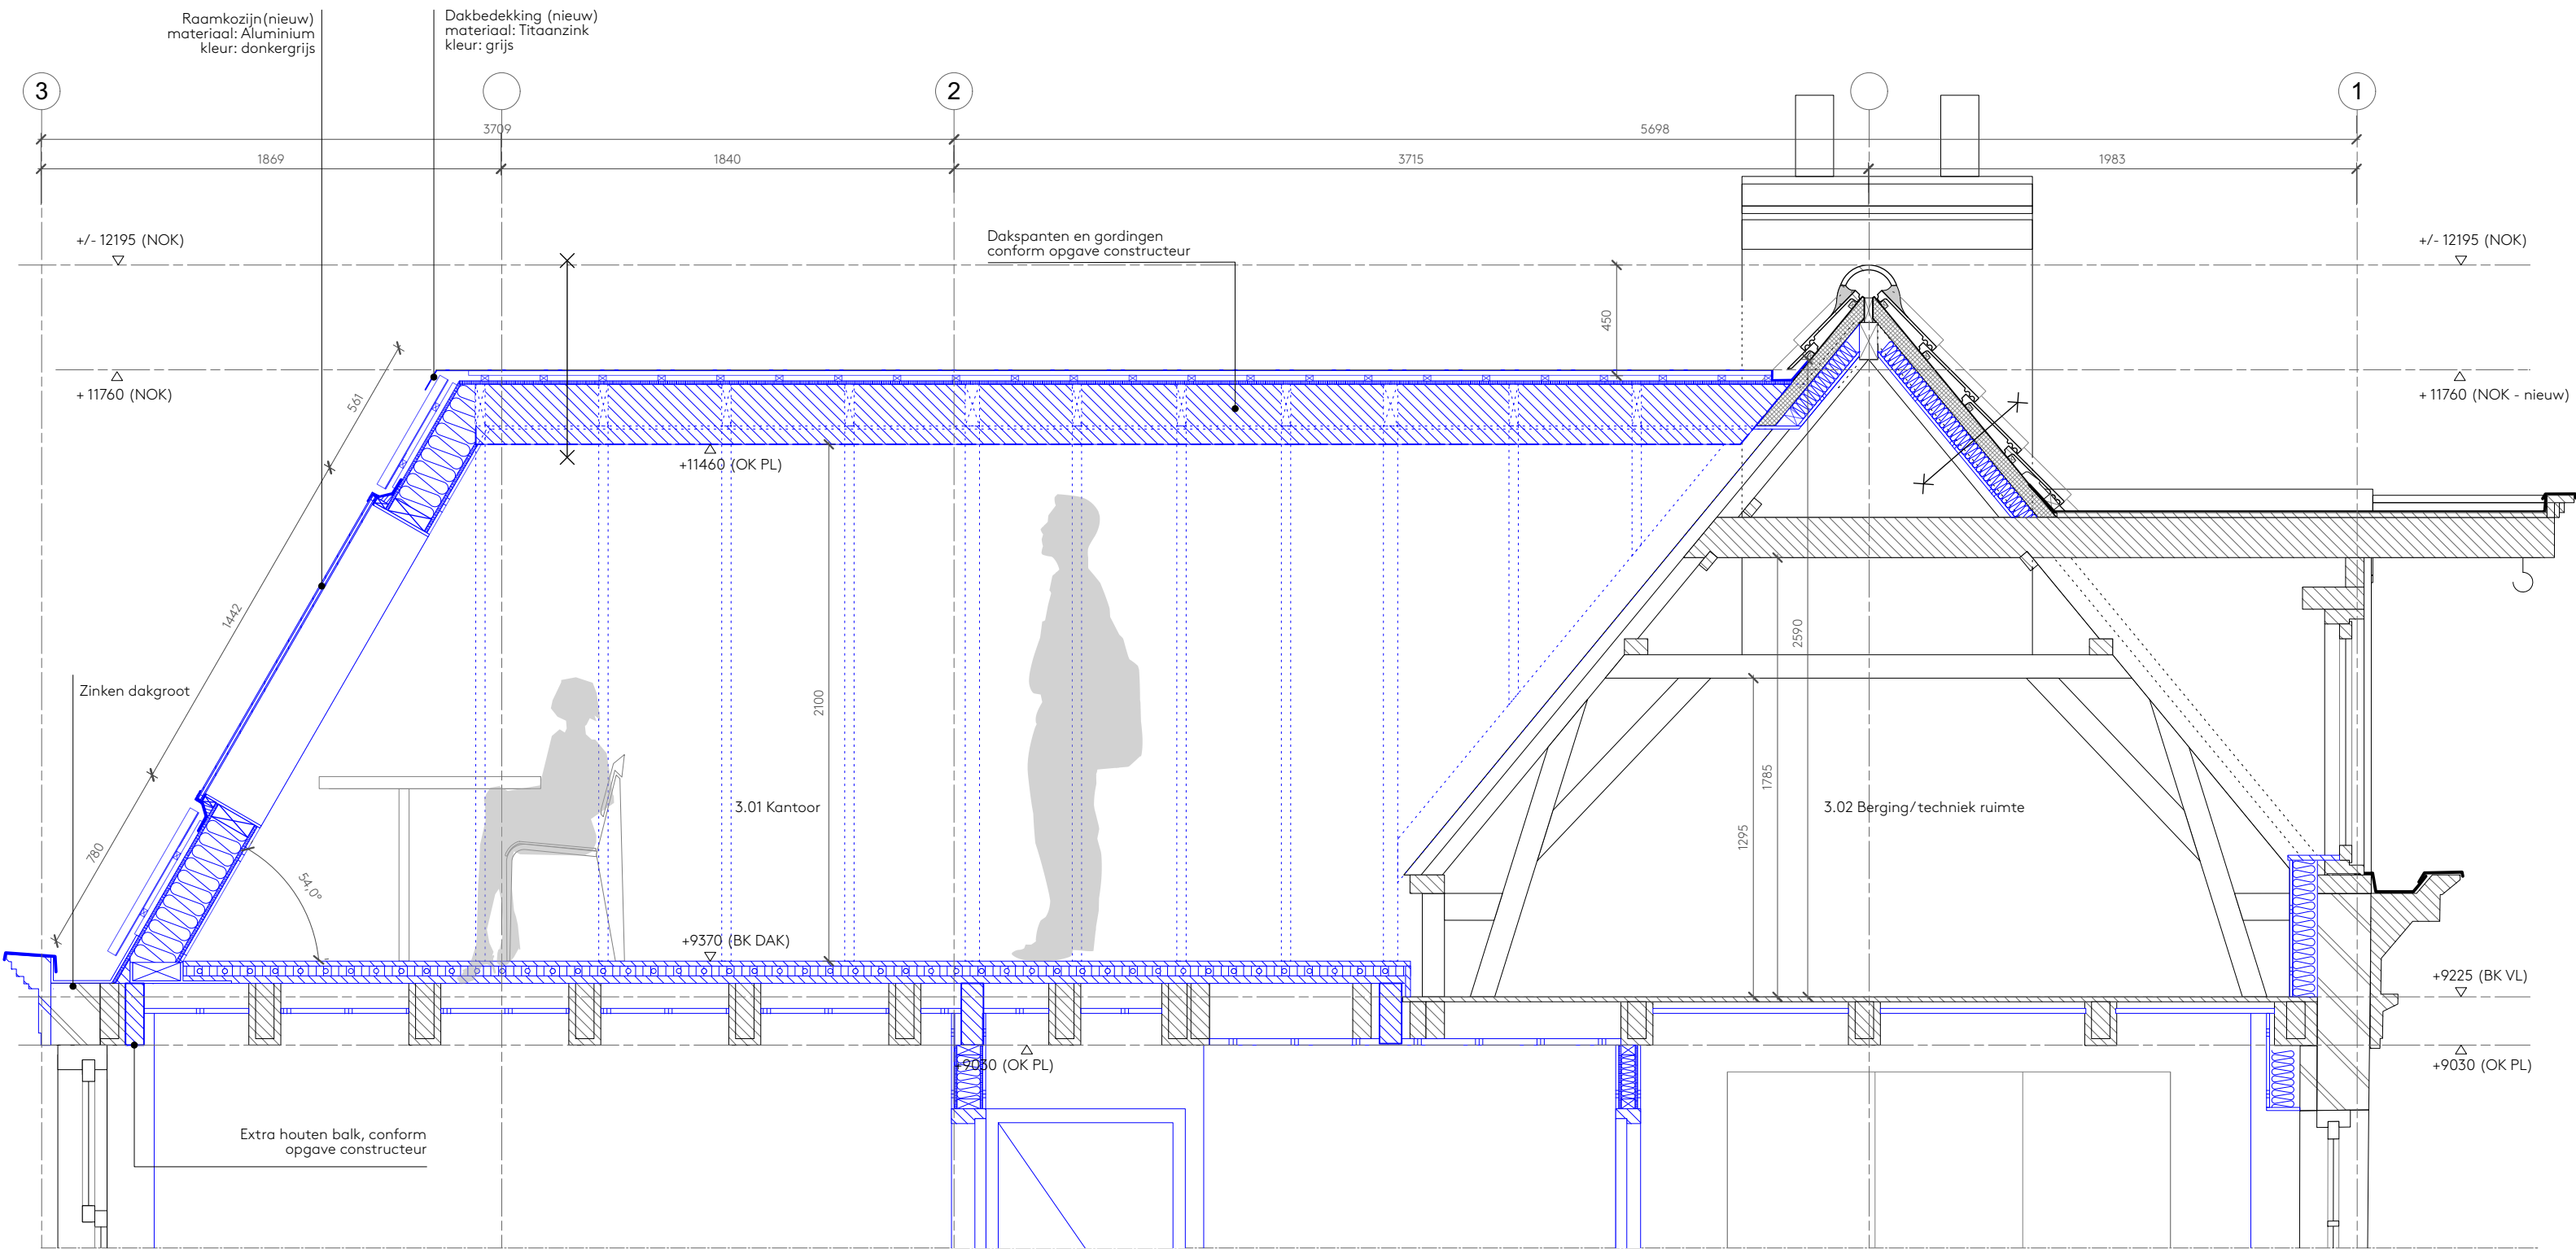 Raamkozijn(nieuw)
materiaal: Aluminium
kleur: donkergrijs
Dakbedekking (nieuw)
materiaal: Titaanzink
kleur: grijs
3
2
1
3709
5698
1869
1840
3715
1983
+/- 12195 (NOK)
Dakspanten en gordingen
conform opgave constructeur
+/- 12195 (NOK)
450
+ 11760 (NOK)
+ 11760 (NOK - nieuw)
561
+11460 (OK PL)
1442
2590
Zinken dakgroot
2100
1785
1295
3.01 Kantoor
3.02 Berging/techniek ruimte
780
54,0°
+9370 (BK DAK)
+9225 (BK VL)
+9030 (OK PL)
+9030 (OK PL)
Extra houten balk, conform
opgave constructeur